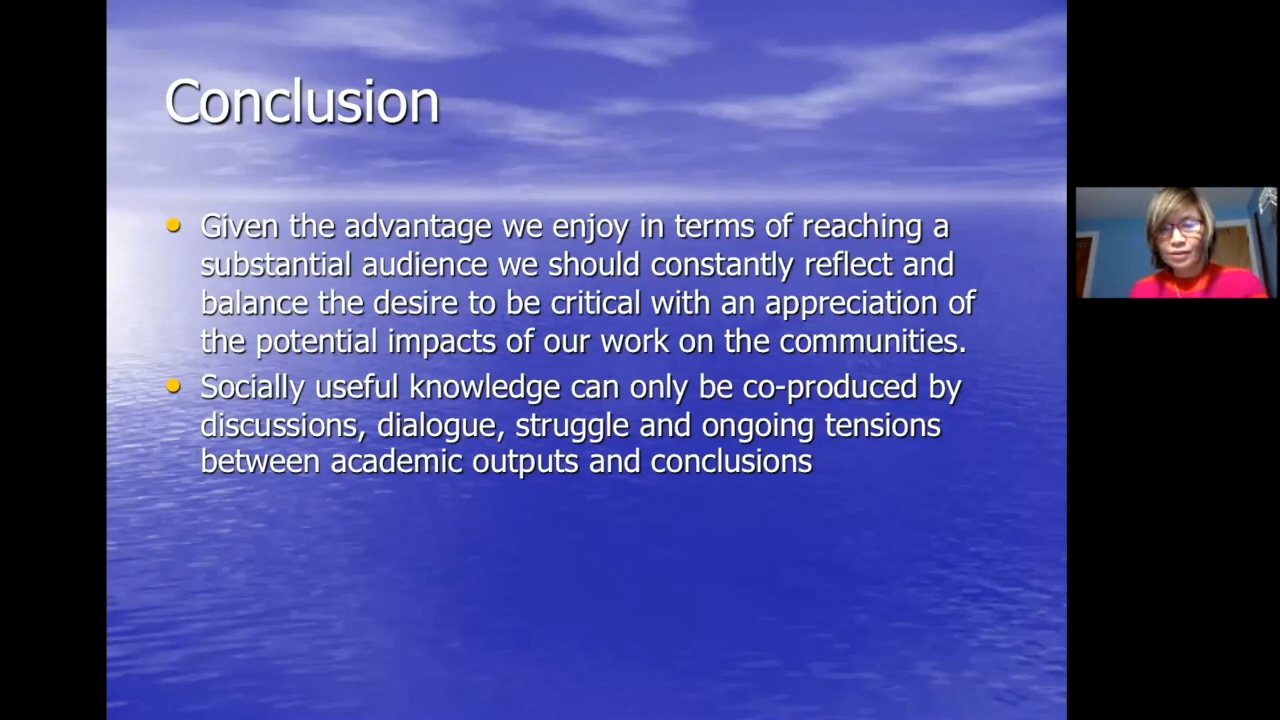 Conclusion
Given the advantage we enjoy in terms of reaching a
substantial audience we should constantly reflect and
balance the desire to be critical with an appreciation of
the potential impacts of our work on the communities.
Socially useful knowledge can only be co-produced by
discussions, dialogue, struggle and ongoing tensions
between academic outputs and conclusions